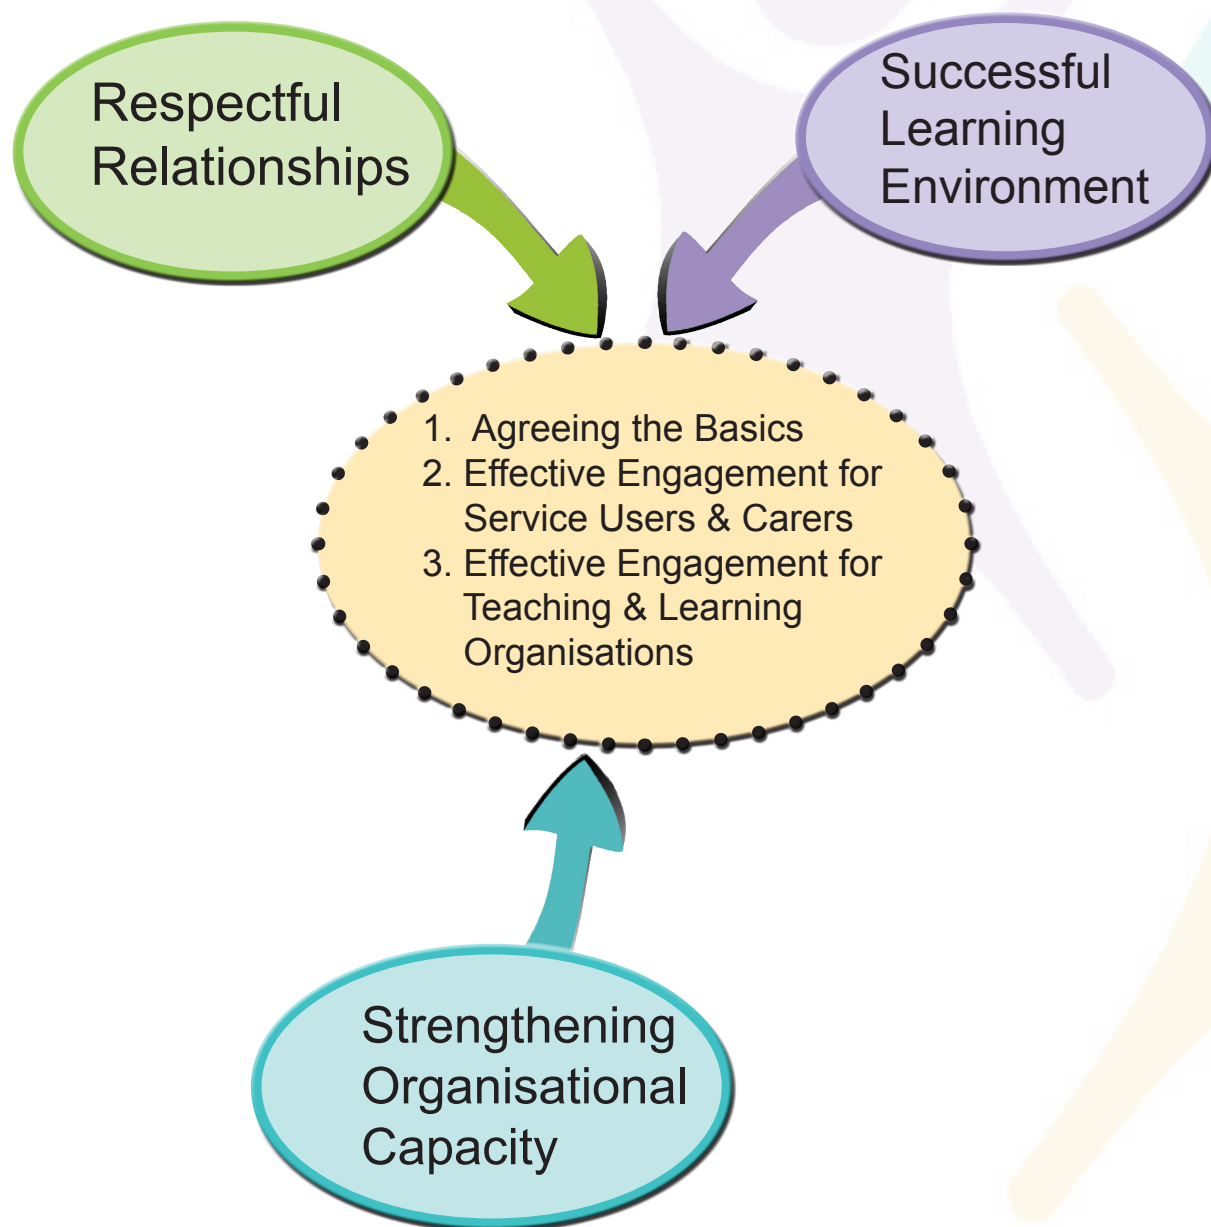 Respectful
Relationships
Successful
Learning
Environment
1. Agreeing the Basics
2. Effective Engagement for
Service Users & Carers
3. Effective Engagement for
Teaching & Learning
Organisations
Strengthening
Organisational
Capacity